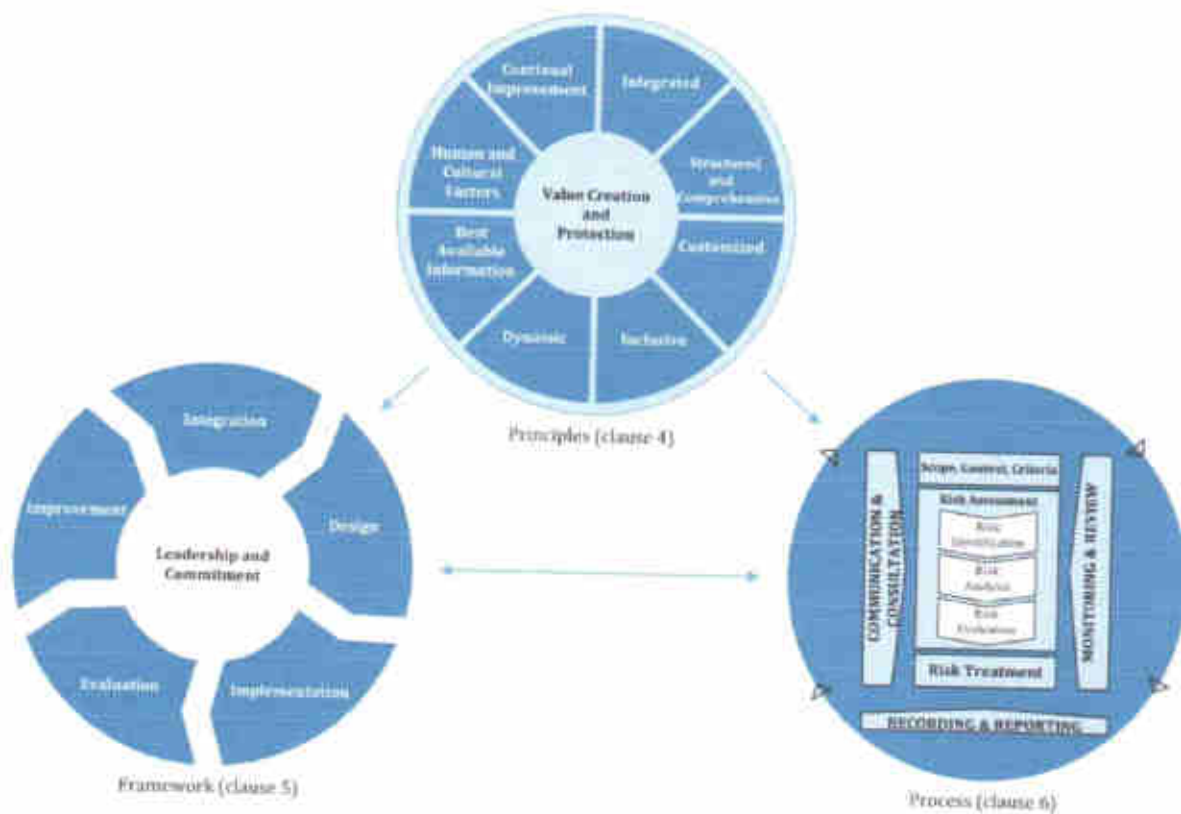 Continual
Improvement
Integrated
Human and
Cultural
Factors
Structured
and
Comprehensive
Value Creation
and
Protection
Best
Available
Information
Customized
Dynamic
Inclusive
Principles (clause 4)
Integration
Improvement
Design
Leadership and
Commitment
Evaluation
Implementation
Framework (clause 5)
Scope, Context, Criteria
COMMUNICATION &
CONSULTATION
Risk Assessment
Risk
Identification
Risk
Analysis
Risk
Evaluation
MONITORING & REVIEW
Risk Treatment
RECORDING & REPORTING
Process (clause 6)